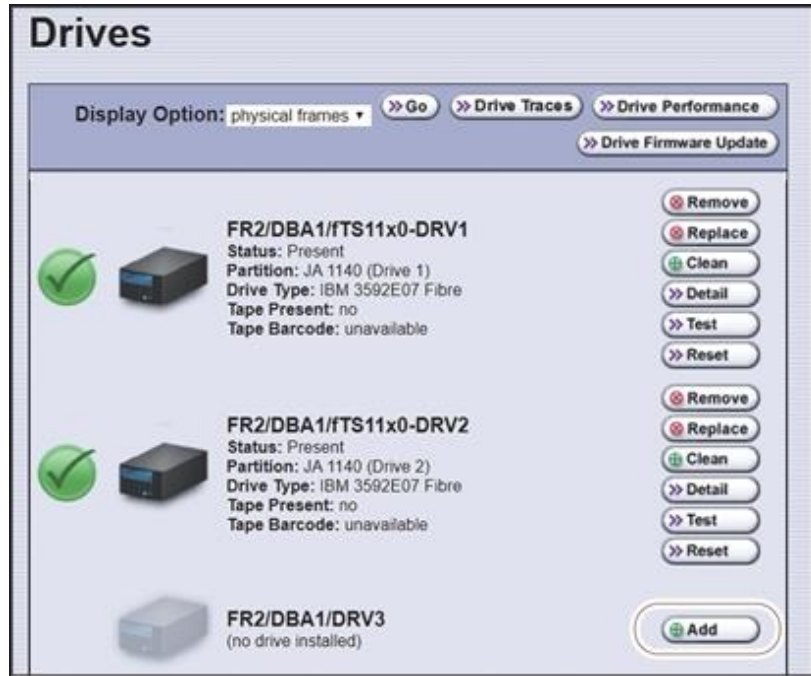 Drives
Display Option: physical frames Go Drive Traces Drive Performance
Drive Firmware Update
FR2/DBA1/fTS11x0-DRV1
Status: Present
Partition: JA 1140 (Drive 1)
Drive Type: IBM 3592E07 Fibre
Tape Present: no
Tape Barcode: unavailable
Remove
Replace
Clean
Detail
Test
Reset
FR2/DBA1/fTS11x0-DRV2
Status: Present
Partition: JA 1140 (Drive 2)
Drive Type: IBM 3592E07 Fibre
Tape Present: no
Tape Barcode: unavailable
Remove
Replace
Clean
Detail
Test
Reset
FR2/DBA1/DRV3
(no drive installed)
Add